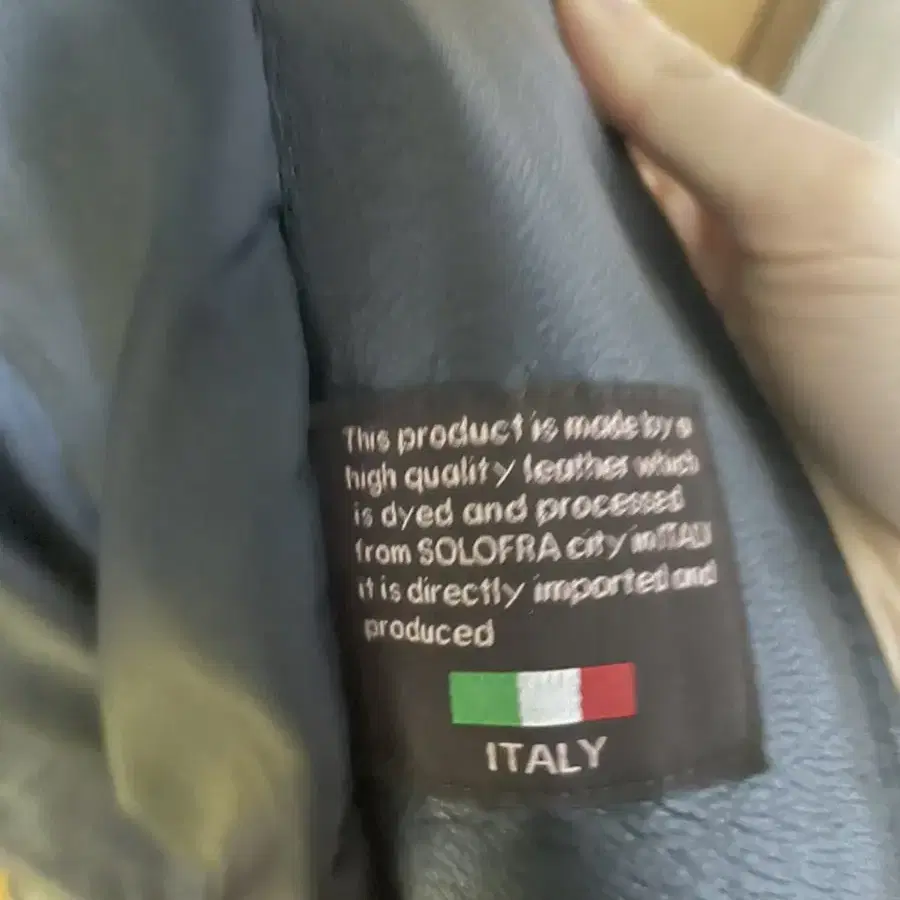 This product is made by a
high quality leather which
is dyed and processed
from SOLOFRA city in ITALY
it is directly imported and
produced
ITALY